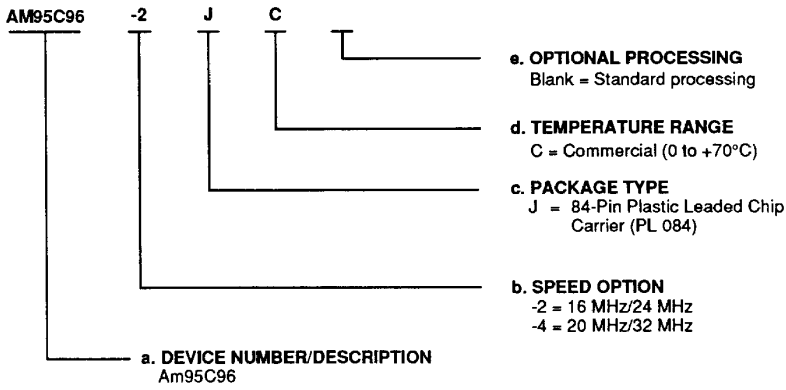 AM95C96 -2 J C
e. OPTIONAL PROCESSING
Blank = Standard processing
d. TEMPERATURE RANGE
C = Commercial (0 to +70°C)
c. PACKAGE TYPE
J = 84-Pin Plastic Leaded Chip
Carrier (PL 084)
b. SPEED OPTION
-2 = 16 MHz/24 MHz
-4 = 20 MHz/32 MHz
a. DEVICE NUMBER/DESCRIPTION
Am95C96